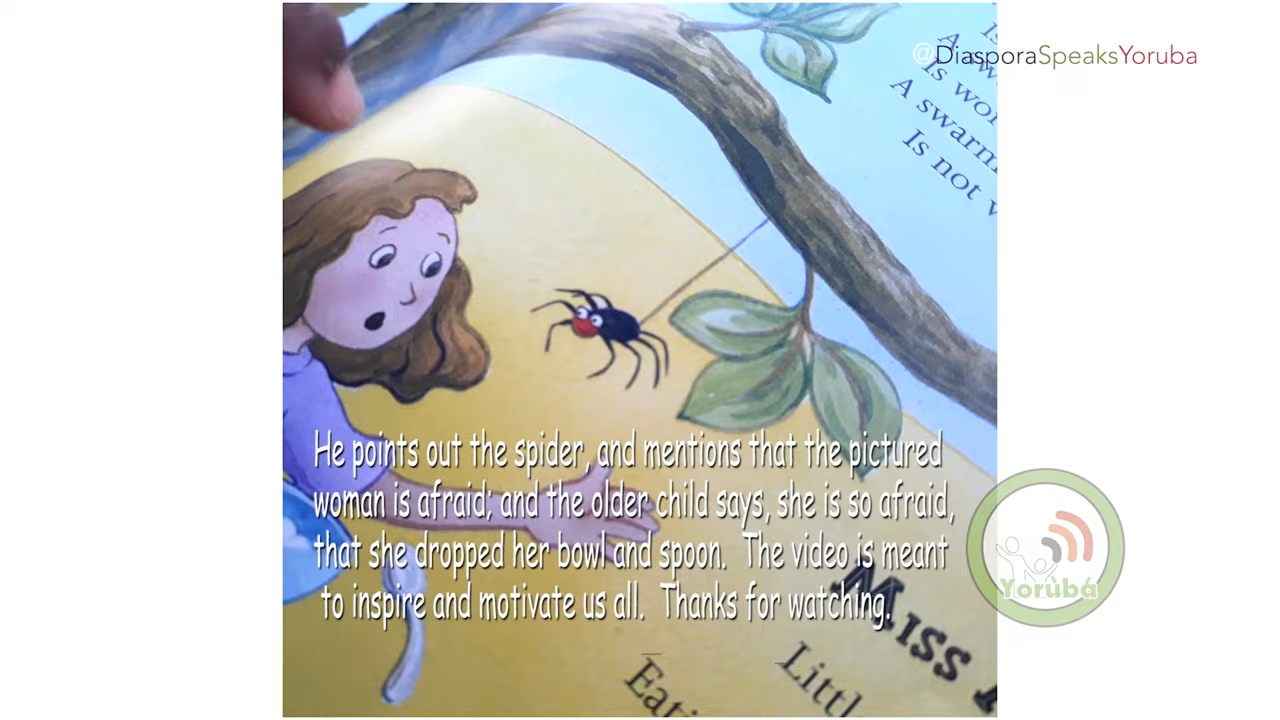 @DiasporaSpeaksYoruba
A
Is
A swarm
Is not
He points out the spider, and mentions that the pictured
woman is afraid; and the older child says, she is so afraid,
that she dropped her bowl and spoon. The video is meant
to inspire and motivate us all. Thanks for watching.
Yorùbá
Miss